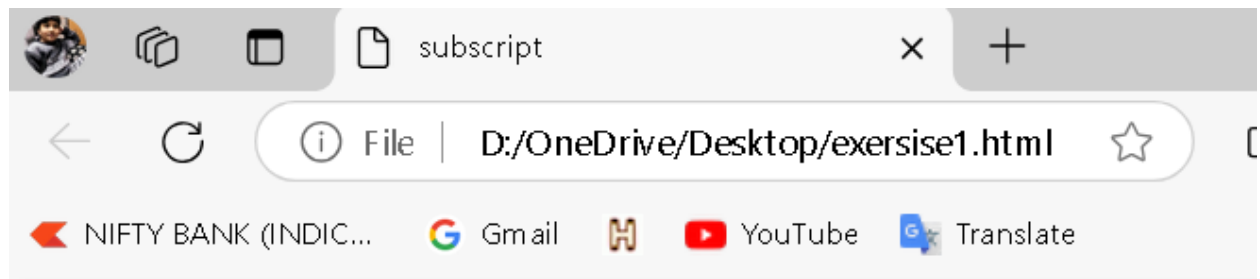 subscript
File D:/OneDrive/Desktop/exersise1.html
NIFTY BANK (INDIC... Gmail YouTube Translate